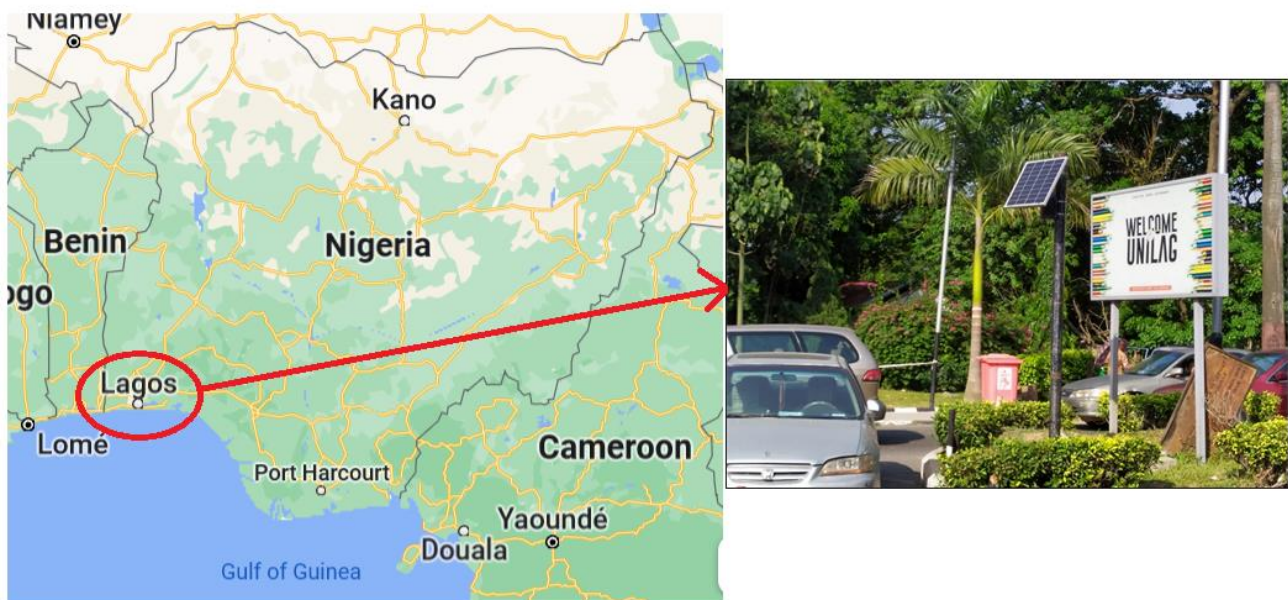 Niamey
Kano
Benin
Nigeria
ogo
Lagos
Lomé
Port Harcourt
Cameroon
Yaoundé
Douala
Gulf of Guinea
WELCOME
UNILAG